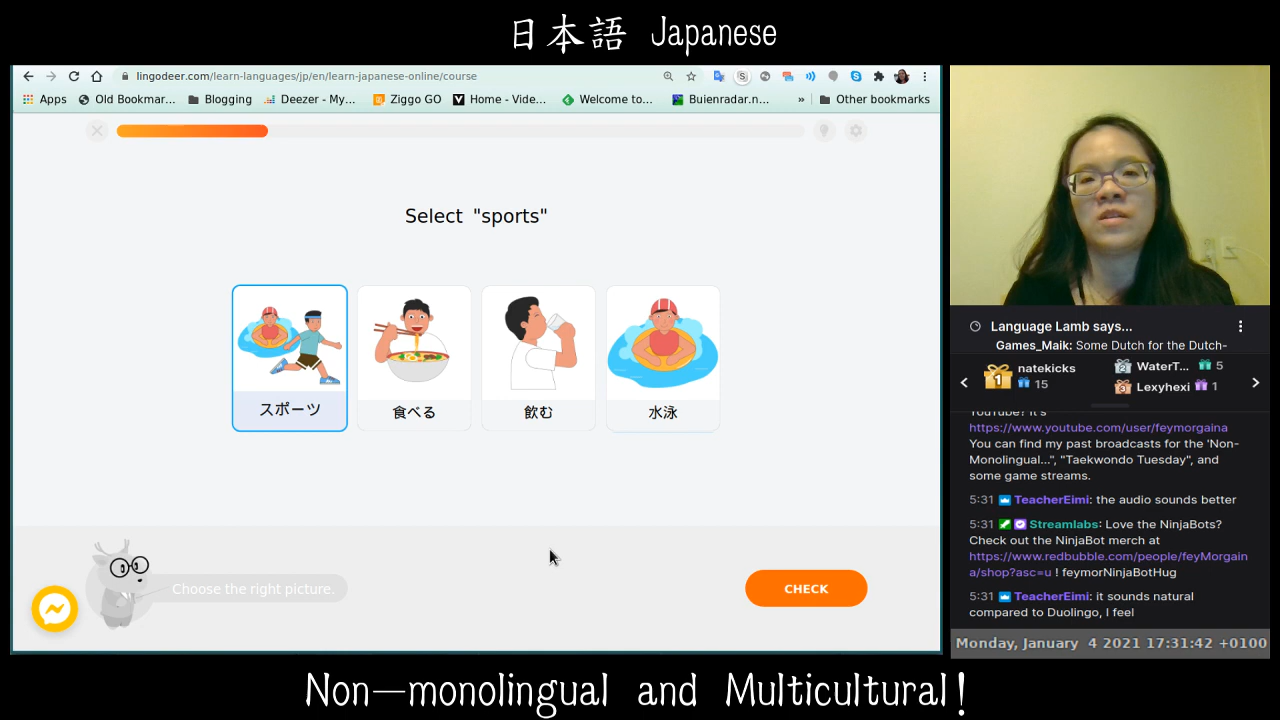 日本語 Japanese
lingodeer.com/learn-languages/jp/en/learn-japanese-online/course
Apps
Old Bookmar...
Blogging
Deezer - My...
Ziggo GO
Home - Vide...
Welcome to...
Buienradar.n...
»
Other bookmarks
Select "sports"
スポーツ
食べる
飲む
水泳
Choose the right picture.
CHECK
Language Lamb says...
Games_Maik: Some Dutch for the Dutch-
1
natekicks
15
2
WaterT...
5
3
Lexyhexi
1
YouTube? It's
https://www.youtube.com/user/feymorgaina
You can find my past broadcasts for the 'Non-
Monolingual...", "Taekwondo Tuesday", and
some game streams.
5:31 TeacherEimi: the audio sounds better
5:31 Streamlabs: Love the NinjaBots?
Check out the NinjaBot merch at
https://www.redbubble.com/people/feyMorgain
a/shop?asc=u ! feymorNinjaBotHug
5:31 TeacherEimi: it sounds natural
compared to Duolingo, I feel
Monday, January 4 2021 17:31:42 +0100
Non-monolingual and Multicultural!